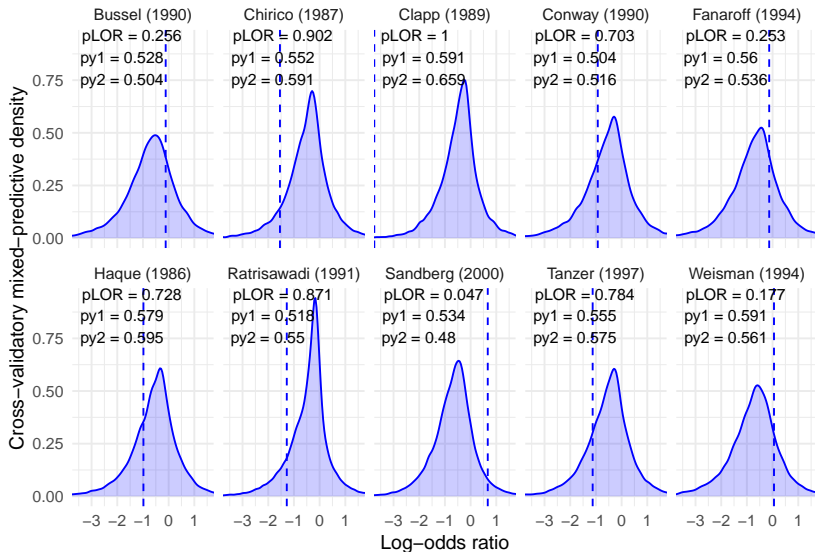 Bussel (1990) Chirico (1987) Clapp (1989) Conway (1990) Fanaroff (1994)
pLOR = 0.256 pLOR = 0.902 pLOR = 1 pLOR = 0.703 pLOR = 0.253
py1 = 0.528 py1 = 0.552 py1 = 0.591 py1 = 0.504 py1 = 0.56
py2 = 0.504 py2 = 0.591 py2 = 0.659 py2 = 0.516 py2 = 0.536
0.75
0.50
0.25
0.00
Haque (1986) Ratrisawadi (1991) Sandberg (2000) Tanzer (1997) Weisman (1994)
pLOR = 0.728 pLOR = 0.871 pLOR = 0.047 pLOR = 0.784 pLOR = 0.177
py1 = 0.579 py1 = 0.518 py1 = 0.534 py1 = 0.555 py1 = 0.591
py2 = 0.595 py2 = 0.55 py2 = 0.48 py2 = 0.575 py2 = 0.561
0.75
0.50
0.25
0.00
−3 −2 −1 0 1 −3 −2 −1 0 1 −3 −2 −1 0 1 −3 −2 −1 0 1 −3 −2 −1 0 1
Log−odds ratio
Cross−validatory mixed−predictive density